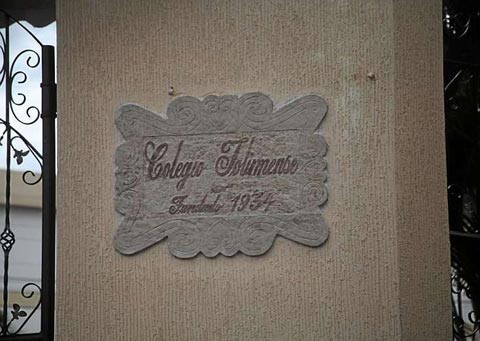 Colegio Tolimense
Fundado 1934